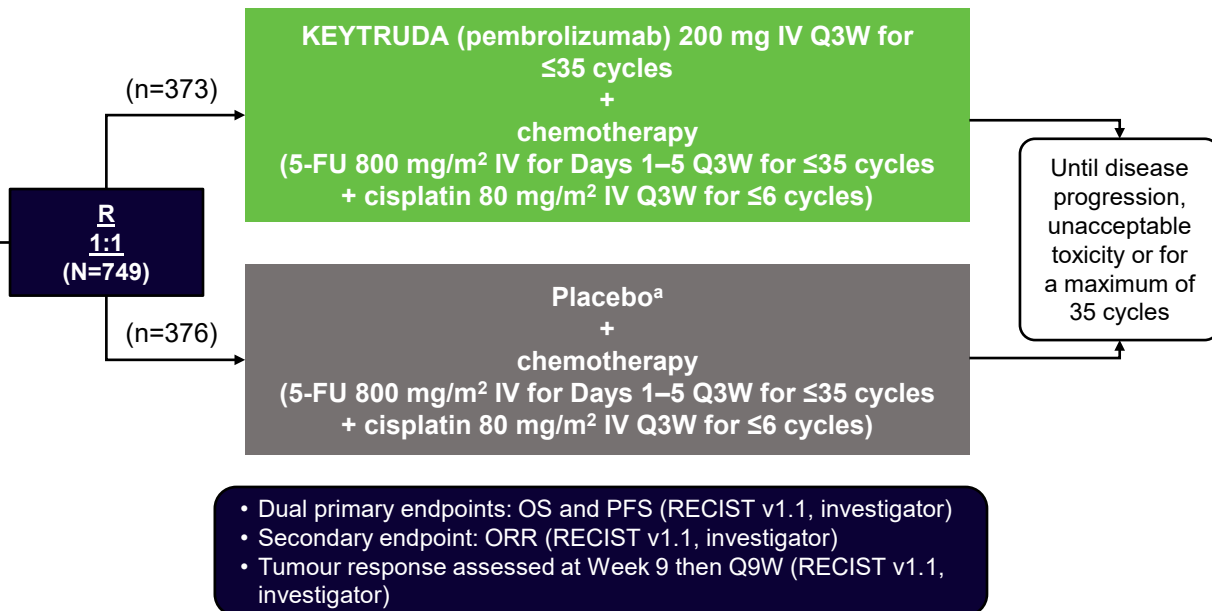 KEYTRUDA (pembrolizumab) 200 mg IV Q3W for
≤35 cycles
+
chemotherapy
(5-FU 800 mg/m² IV for Days 1–5 Q3W for ≤35 cycles
+ cisplatin 80 mg/m² IV Q3W for ≤6 cycles)
(n=373)
R
1:1
(N=749)
(n=376)
Placeboᵃ
+
chemotherapy
(5-FU 800 mg/m² IV for Days 1–5 Q3W for ≤35 cycles
+ cisplatin 80 mg/m² IV Q3W for ≤6 cycles)
Until disease
progression,
unacceptable
toxicity or for
a maximum of
35 cycles
• Dual primary endpoints: OS and PFS (RECIST v1.1, investigator)
• Secondary endpoint: ORR (RECIST v1.1, investigator)
• Tumour response assessed at Week 9 then Q9W (RECIST v1.1,
investigator)